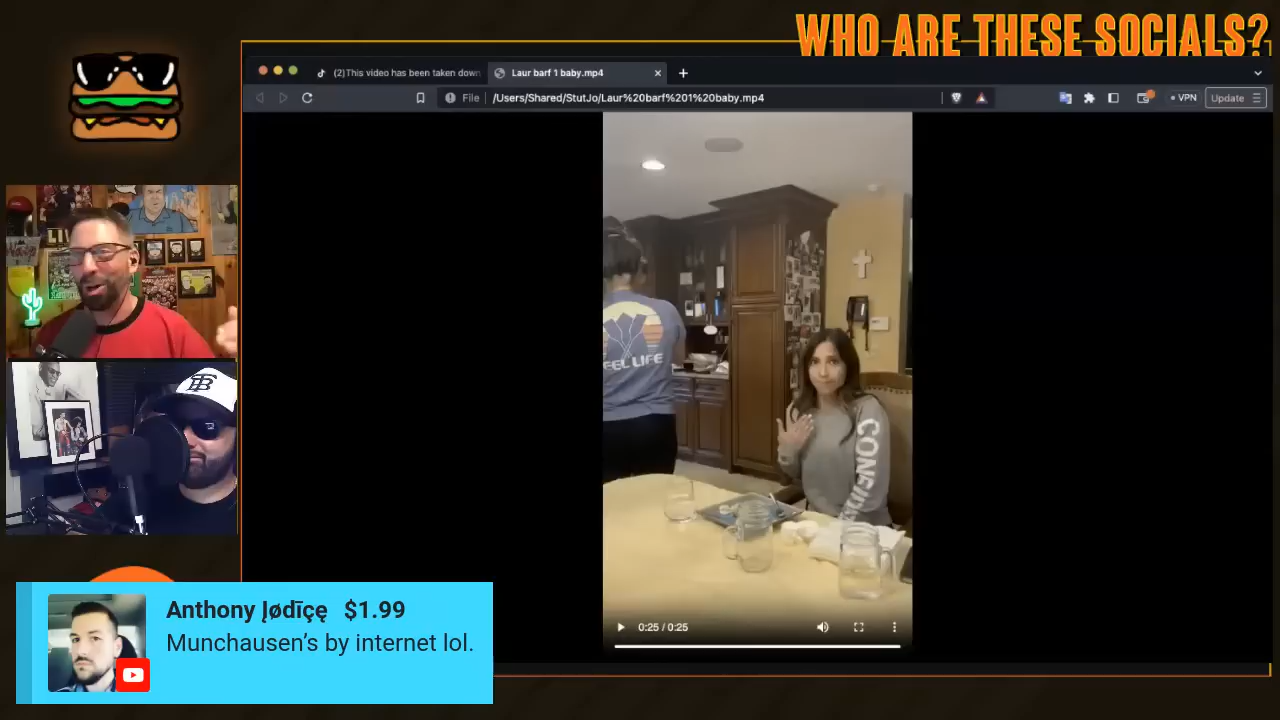 WHO ARE THESE SOCIALS?
(2)This video has been taken down
Laur barf 1 baby.mp4
File
/Users/Shared/StutJo/Laur%20barf%201%20baby.mp4
VPN
Update
EEL LIFE
CONFID
0:25 / 0:25
Anthony Įødīçę $1.99
Munchausen’s by internet lol.